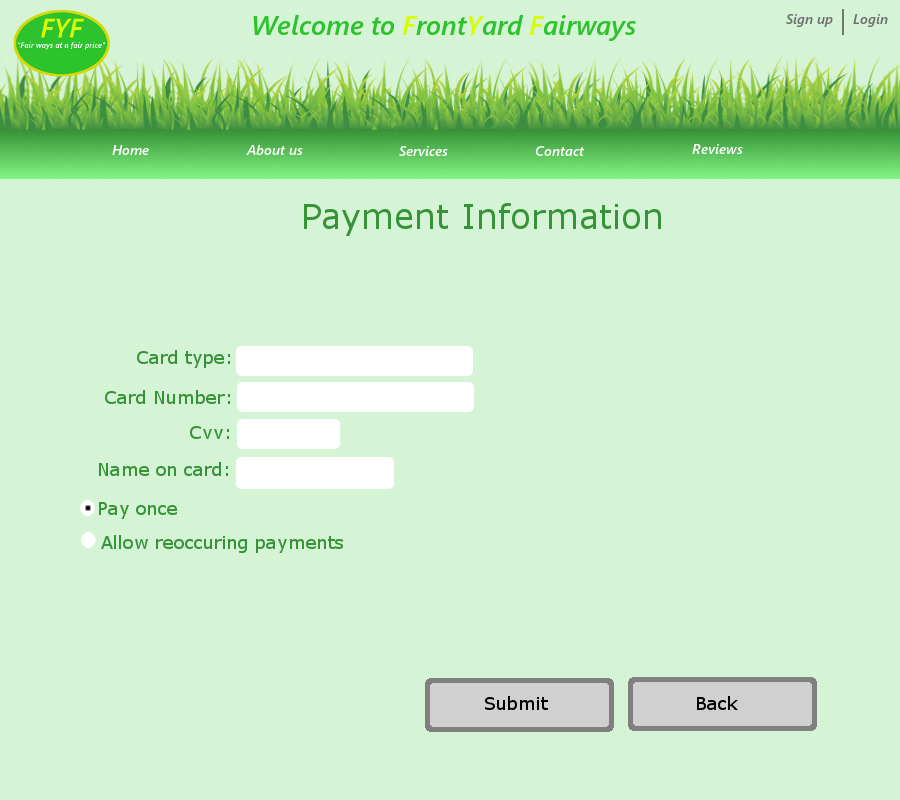 FYF
"Fair ways at a fair price"
Welcome to FrontYard Fairways
Sign up
Login
Home
About us
Services
Contact
Reviews
Payment Information
Card type:
Card Number:
Cvv:
Name on card:
Pay once
Allow reoccuring payments
Submit
Back